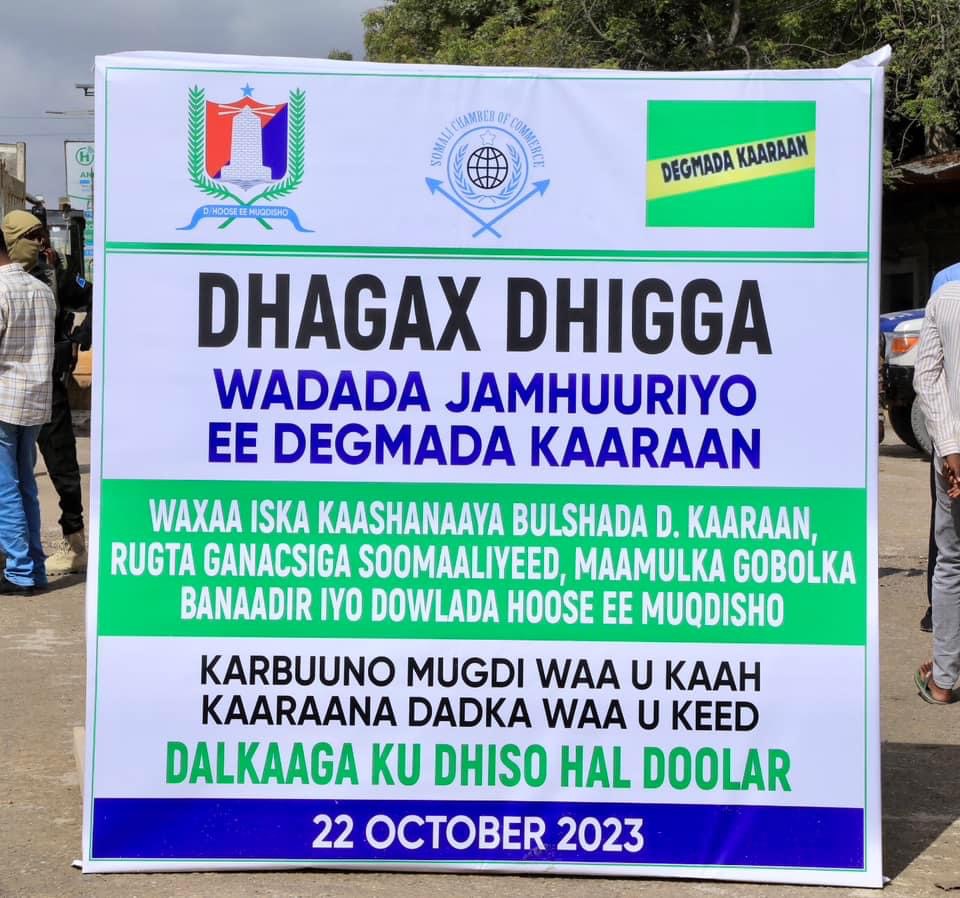 D/HOOSE EE MUQDISHO
SOMALI CHAMBER OF COMMERCE
DEGMADA KAARAAN
DHAGAX DHIGGA
WADADA JAMHUURIYO
EE DEGMADA KAARAAN
WAXAA ISKA KAASHANAAYA BULSHADA D. KAARAAN,
RUGTA GANACSIGA SOOMAALIYEED, MAAMULKA GOBOLKA
BANAADIR IYO DOWLADA HOOSE EE MUQDISHO
KARBUUNO MUGDI WAA U KAAH
KAARAANA DADKA WAA U KEED
DALKAAGA KU DHISO HAL DOOLAR
22 OCTOBER 2023